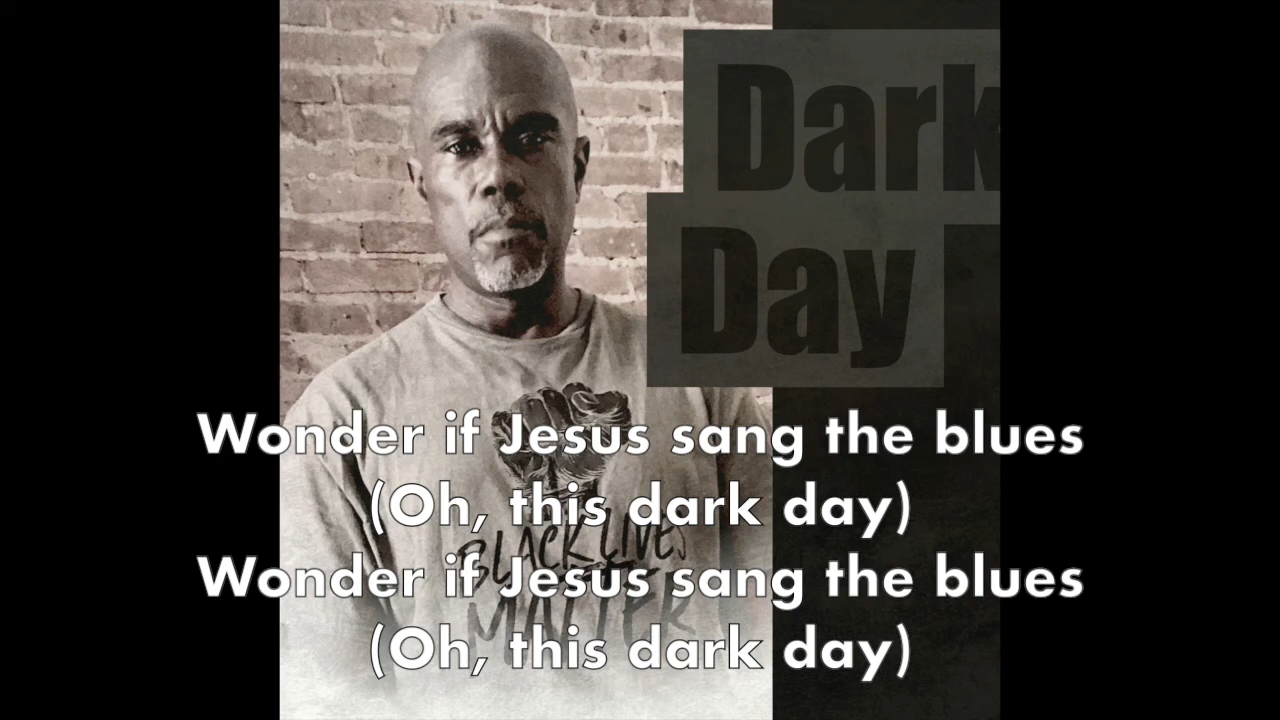 Dark
Day
Wonder if Jesus sang the blues
(Oh, this dark day)
BLACK LIVES
Wonder if Jesus sang the blues
MATTER
(Oh, this dark day)